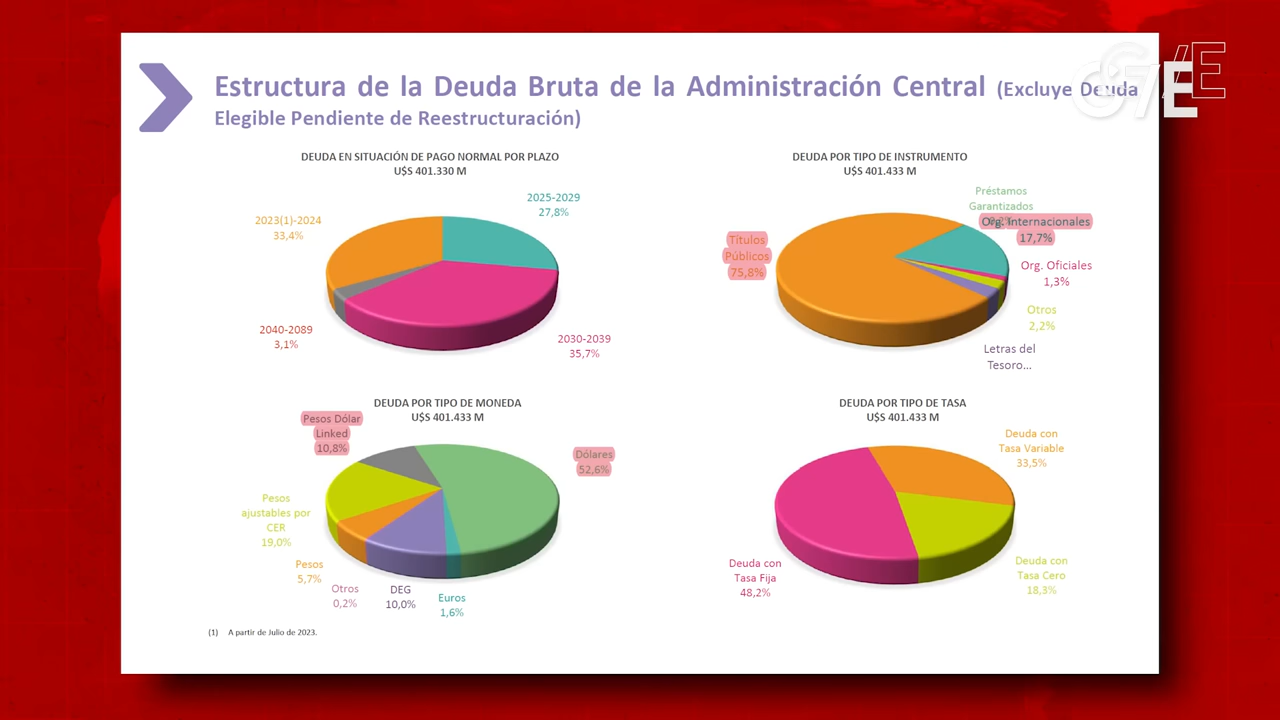 Estructura de la Deuda Bruta de la Administración Central (Excluye Deuda
Elegible Pendiente de Reestructuración)
DEUDA EN SITUACIÓN DE PAGO NORMAL POR PLAZO
U$S 401.330 M
2023(1)-2024
33,4%
2025-2029
27,8%
2040-2089
3,1%
2030-2039
35,7%
DEUDA POR TIPO DE INSTRUMENTO
U$S 401.433 M
Títulos
Públicos
75,8%
Préstamos
Garantizados
Org. Internacionales
17,7%
Org. Oficiales
1,3%
Otros
2,2%
Letras del
Tesoro...
DEUDA POR TIPO DE MONEDA
U$S 401.433 M
Pesos Dólar
Linked
10,8%
Dólares
52,6%
Pesos
ajustables por
CER
19,0%
Pesos
5,7%
Otros
0,2%
DEG
10,0%
Euros
1,6%
DEUDA POR TIPO DE TASA
U$S 401.433 M
Deuda con
Tasa Variable
33,5%
Deuda con
Tasa Fija
48,2%
Deuda con
Tasa Cero
18,3%
(1) A partir de Julio de 2023.